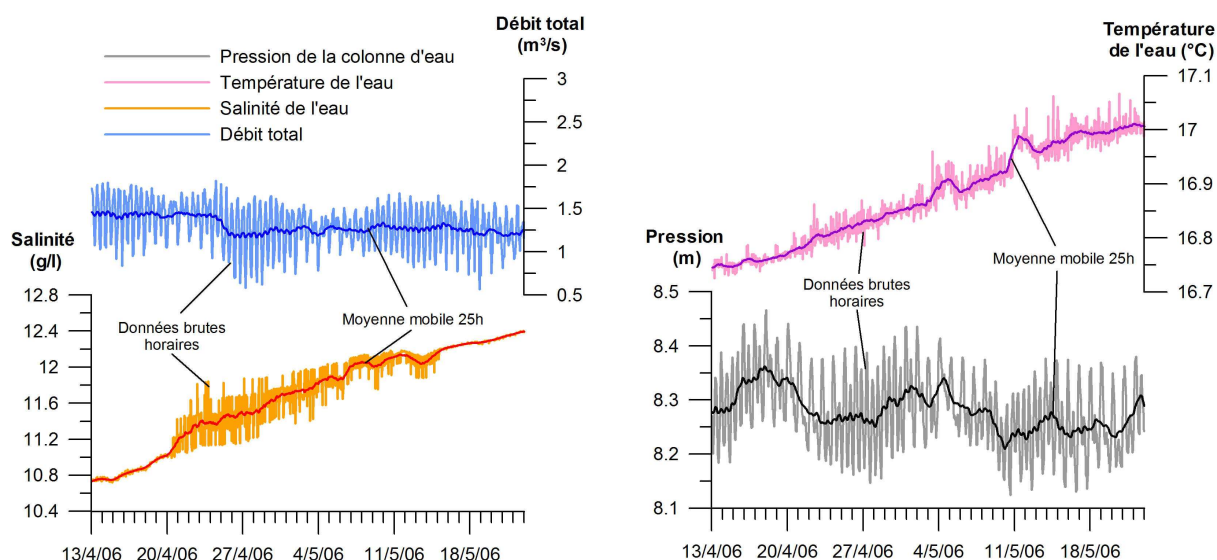 Débit total
(m³/s)
Pression de la colonne d'eau
Température de l'eau
Salinité de l'eau
Débit total
3
2.5
2
1.5
1
0.5
Salinité
(g/l)
12.8
12.4
12
11.6
11.2
10.8
10.4
Données brutes
horaires
Moyenne mobile 25h
13/4/06
20/4/06
27/4/06
4/5/06
11/5/06
18/5/06
Température
de l'eau (°C)
17.1
17
16.9
16.8
16.7
Pression
(m)
8.5
8.4
8.3
8.2
8.1
Données brutes
horaires
Moyenne mobile 25h
13/4/06
20/4/06
27/4/06
4/5/06
11/5/06
18/5/06